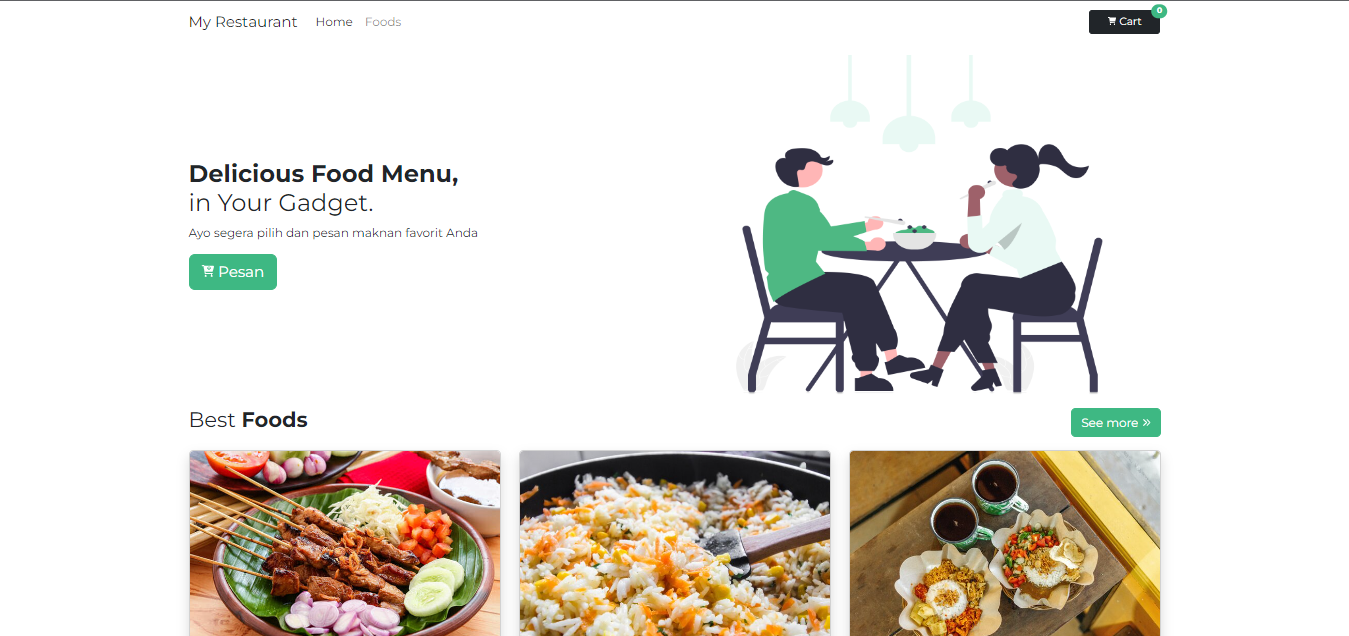 My Restaurant Home Foods Cart 0
Delicious Food Menu,
in Your Gadget.
Ayo segera pilih dan pesan maknan favorit Anda
Pesan
Best Foods See more »